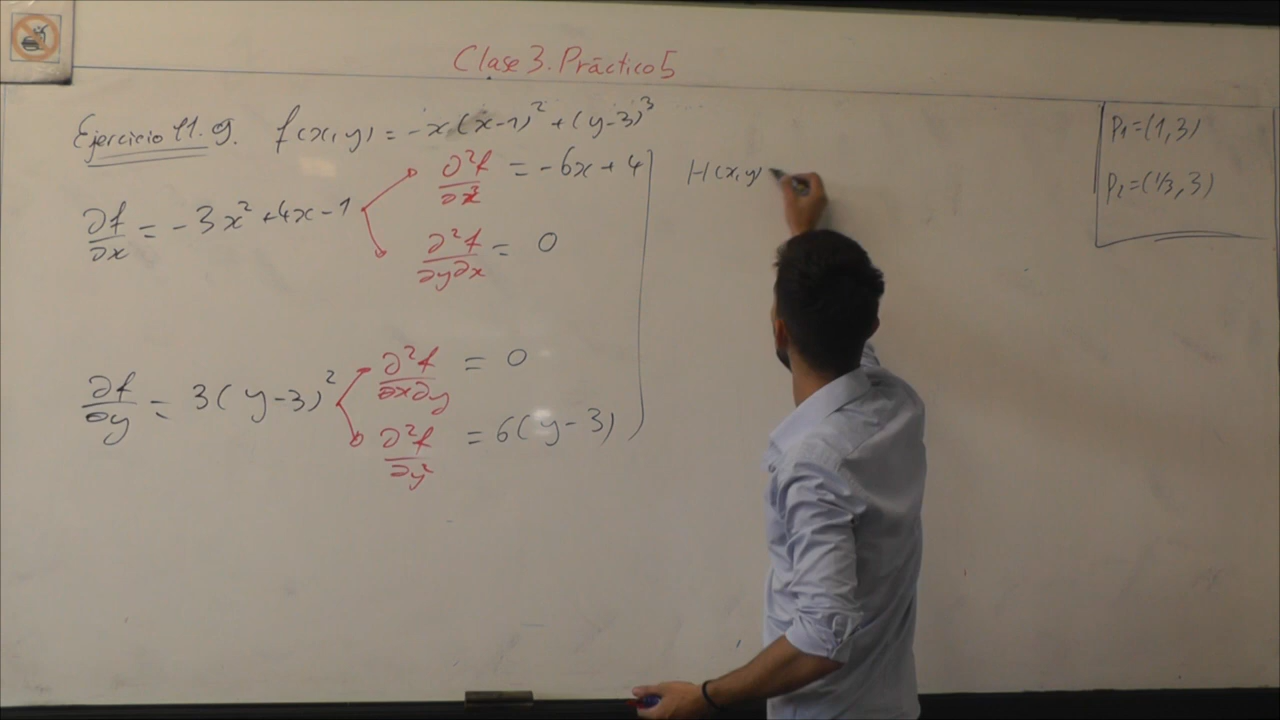 Clase 3. Práctico 5
Ejercicio 11.g. f(x,y) = -x(x-1)² + (y-3)³
∂f/∂x = -3x² + 4x - 1
∂²f/∂x² = -6x + 4
∂²f/∂y∂x = 0
∂f/∂y = 3(y-3)²
∂²f/∂x∂y = 0
∂²f/∂y² = 6(y-3)
H(x,y)
P₁=(1,3)
P₂=(1/3,3)